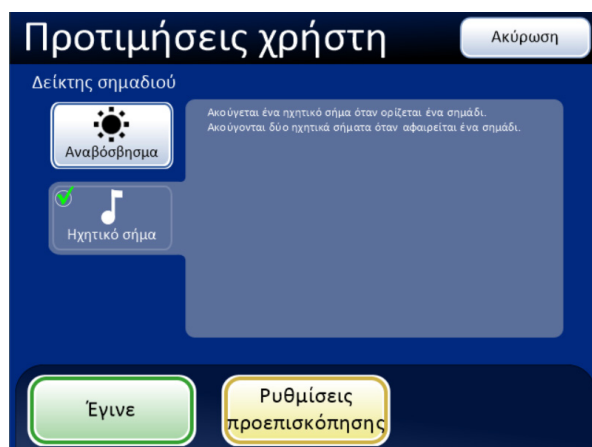 Προτιμήσεις χρήστη
Ακύρωση
Δείκτης σημαδιού
Αναβόσβησμα
Ακούγεται ένα ηχητικό σήμα όταν ορίζεται ένα σημάδι.
Ακούγονται δύο ηχητικά σήματα όταν αφαιρείται ένα σημάδι.
Ηχητικό σήμα
Έγινε
Ρυθμίσεις
προεπισκόπησης